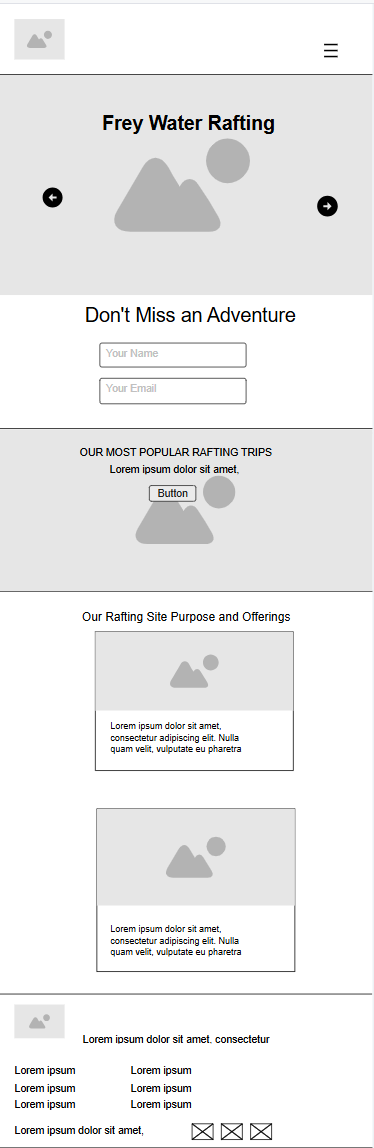 Frey Water Rafting
Don't Miss an Adventure
Your Name
Your Email
OUR MOST POPULAR RAFTING TRIPS
Lorem ipsum dolor sit amet,
Button
Our Rafting Site Purpose and Offerings
Lorem ipsum dolor sit amet,
consectetur adipiscing elit. Nulla
quam velit, vulputate eu pharetra
Lorem ipsum dolor sit amet,
consectetur adipiscing elit. Nulla
quam velit, vulputate eu pharetra
Lorem ipsum dolor sit amet, consectetur
Lorem ipsum Lorem ipsum
Lorem ipsum Lorem ipsum
Lorem ipsum Lorem ipsum
Lorem ipsum dolor sit amet,